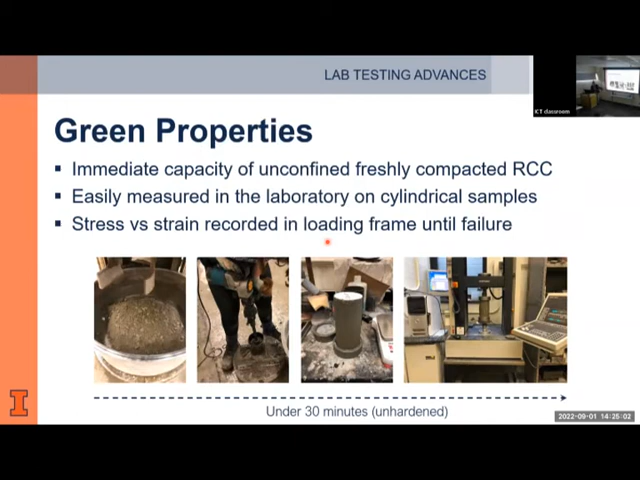 LAB TESTING ADVANCES
ICT classroom
Green Properties
▪ Immediate capacity of unconfined freshly compacted RCC
▪ Easily measured in the laboratory on cylindrical samples
▪ Stress vs strain recorded in loading frame until failure
Under 30 minutes (unhardened)
I
2022-09-01 14:25:02